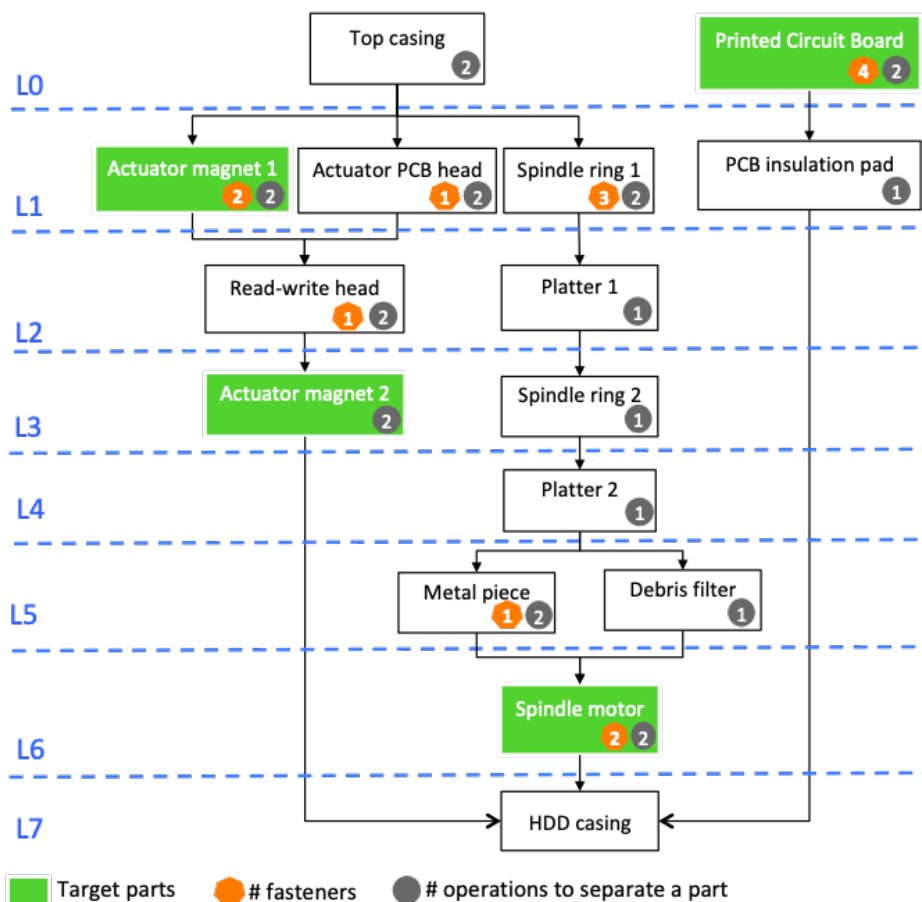 Top casing
2
Printed Circuit Board
4 2
L0
Actuator magnet 1
2 2
Actuator PCB head
1 2
Spindle ring 1
3 2
PCB insulation pad
1
L1
Read-write head
1 2
Platter 1
1
L2
Actuator magnet 2
2
Spindle ring 2
1
L3
Platter 2
1
L4
Metal piece
1 2
Debris filter
1
L5
Spindle motor
2 2
L6
HDD casing
L7
Target parts
# fasteners
# operations to separate a part